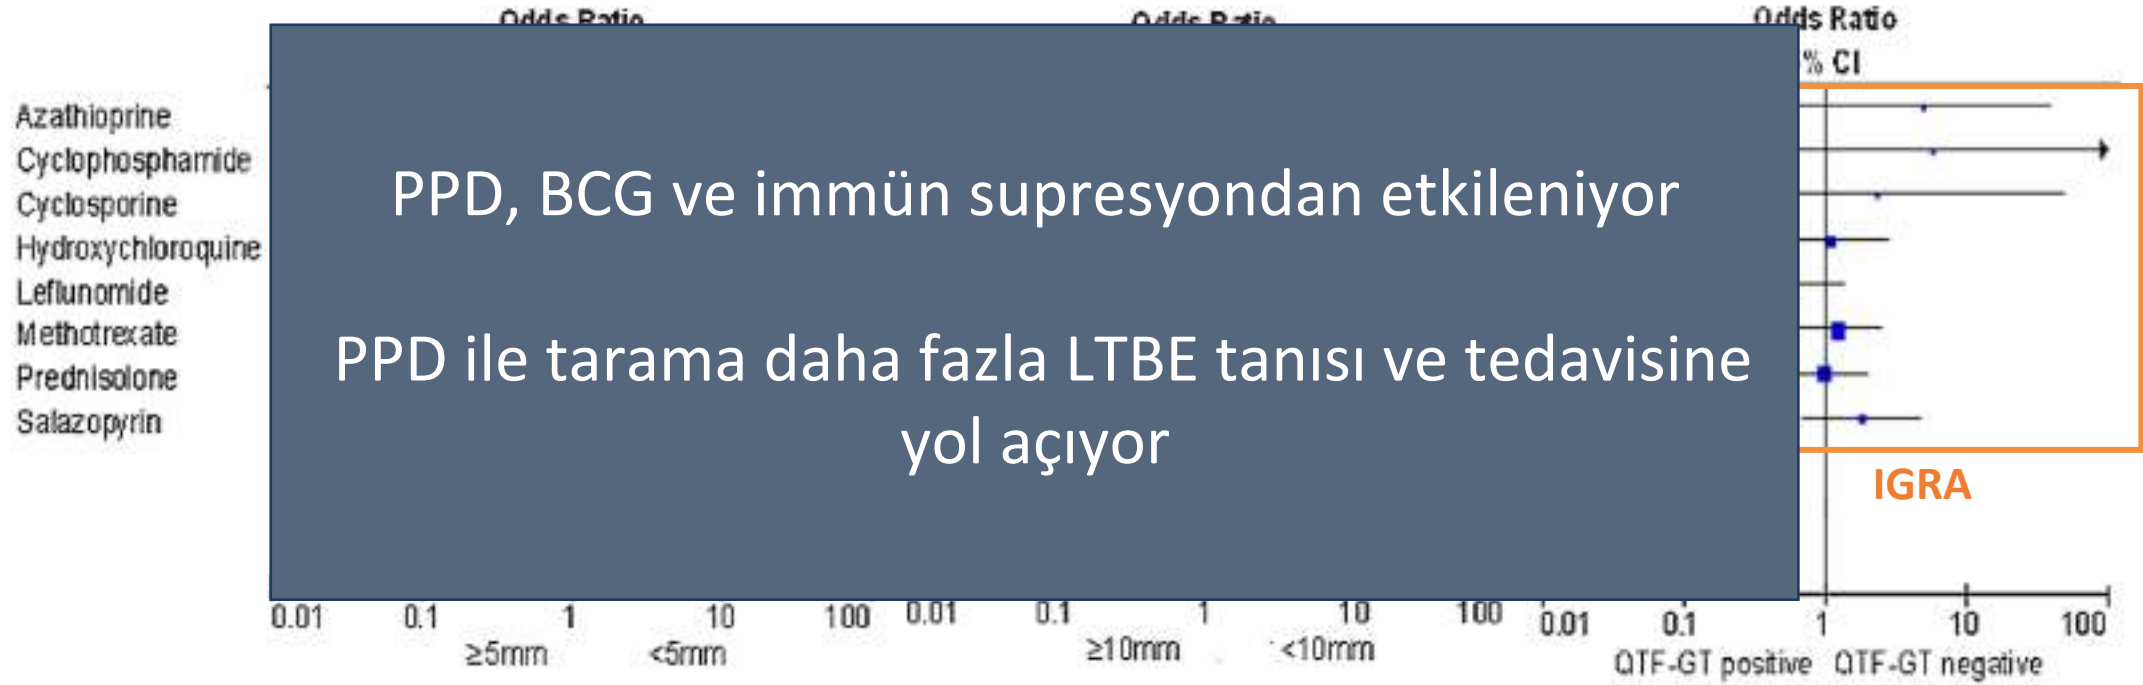 Odds Ratio
Odds Ratio
Odds Ratio
% CI
Azathioprine
Cyclophosphamide
Cyclosporine
Hydroxychloroquine
Leflunomide
Methotrexate
Prednisolone
Salazopyrin
PPD, BCG ve immün supresyondan etkileniyor
PPD ile tarama daha fazla LTBE tanısı ve tedavisine
yol açıyor
IGRA
0.01 0.1 1 10 100 0.01 0.1 1 10 100 0.01 0.1 1 10 100
≥5mm <5mm ≥10mm <10mm QTF-GT positive QTF-GT negative